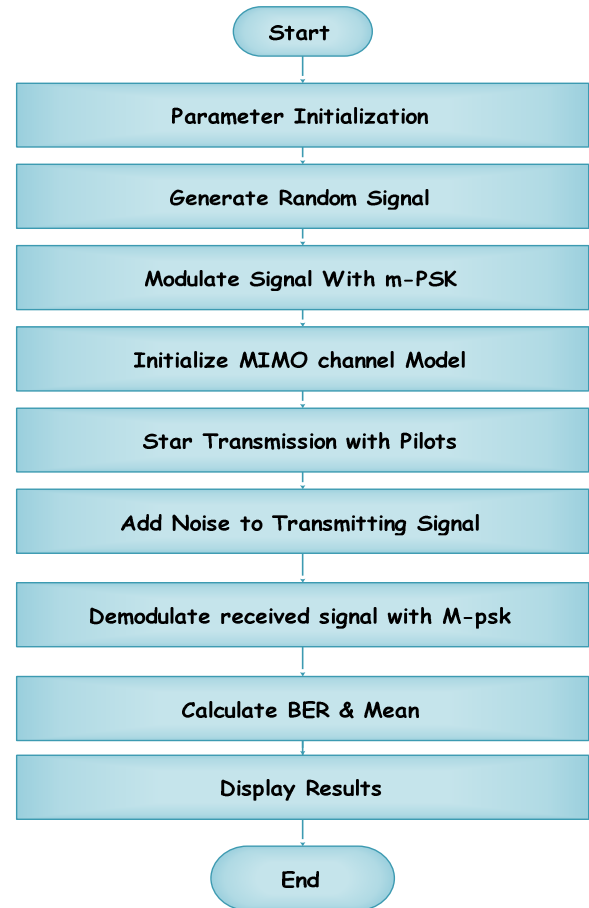 Start
Parameter Initialization
Generate Random Signal
Modulate Signal With m-PSK
Initialize MIMO channel Model
Star Transmission with Pilots
Add Noise to Transmitting Signal
Demodulate received signal with M-psk
Calculate BER & Mean
Display Results
End